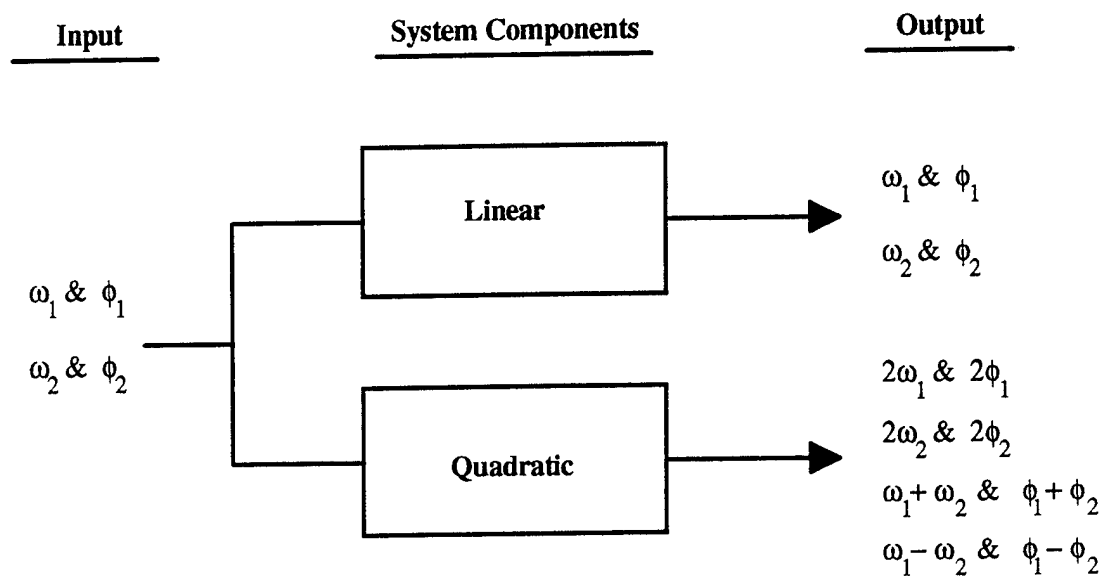 Input
System Components
Output
Linear
ω₁ & ϕ₁
ω₂ & ϕ₂
ω₁ & ϕ₁
ω₂ & ϕ₂
Quadratic
2ω₁ & 2ϕ₁
2ω₂ & 2ϕ₂
ω₁+ ω₂ & ϕ₁+ ϕ₂
ω₁− ω₂ & ϕ₁− ϕ₂